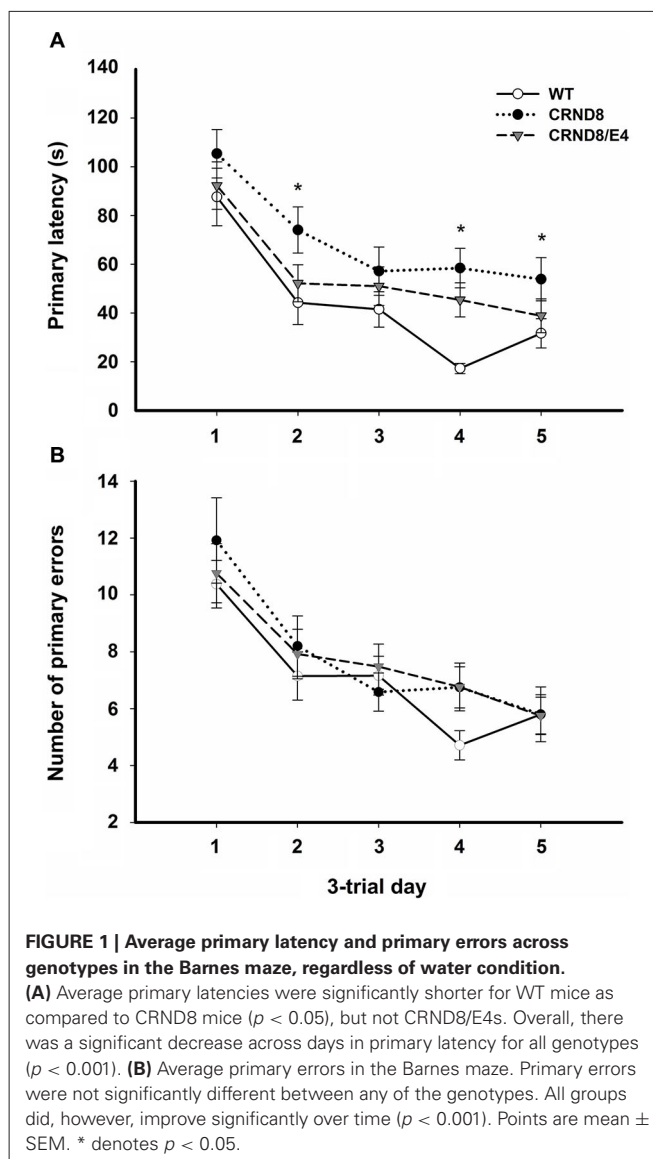 A
140
120
100
80
60
40
20
0
Primary latency (s)
WT
CRND8
CRND8/E4
*
*
*
1 2 3 4 5
B
14
12
10
8
6
4
2
Number of primary errors
1 2 3 4 5
3-trial day
FIGURE 1 | Average primary latency and primary errors across
genotypes in the Barnes maze, regardless of water condition.
(A) Average primary latencies were significantly shorter for WT mice as
compared to CRND8 mice (p < 0.05), but not CRND8/E4s. Overall, there
was a significant decrease across days in primary latency for all genotypes
(p < 0.001). (B) Average primary errors in the Barnes maze. Primary errors
were not significantly different between any of the genotypes. All groups
did, however, improve significantly over time (p < 0.001). Points are mean ±
SEM. * denotes p < 0.05.